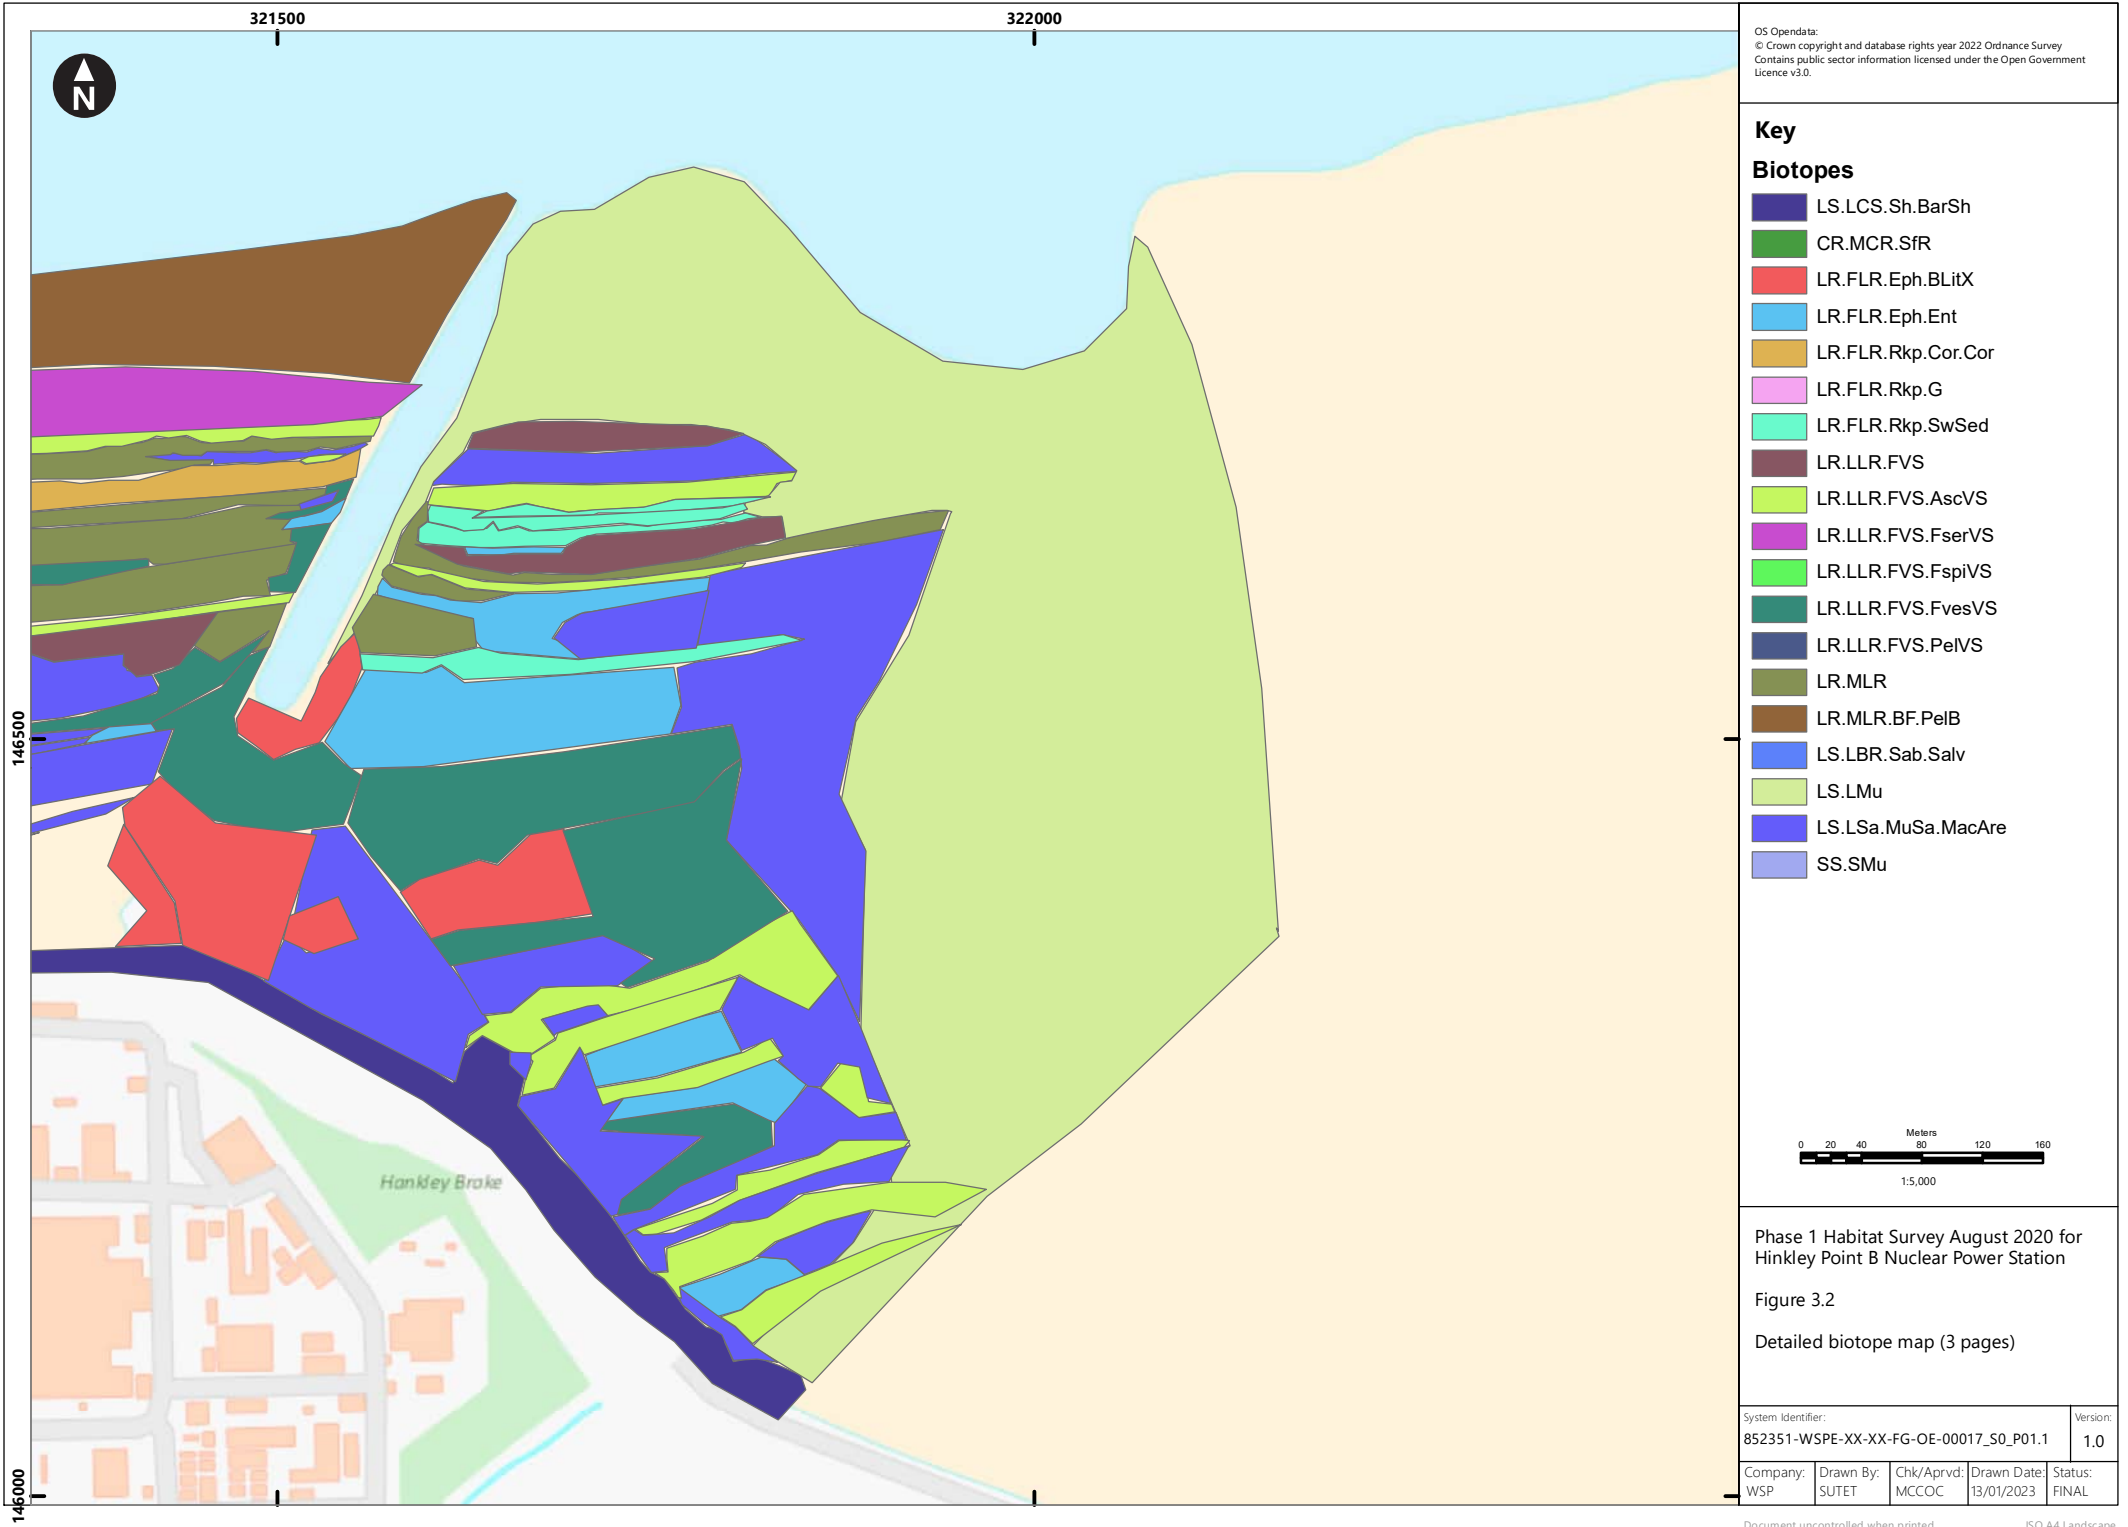 321500
322000
N
146500
146000
Hankley Brake
OS Opendata:
© Crown copyright and database rights year 2022 Ordnance Survey
Contains public sector information licensed under the Open Government
Licence v3.0.
Key
Biotopes
LS.LCS.Sh.BarSh
CR.MCR.SfR
LR.FLR.Eph.BLitX
LR.FLR.Eph.Ent
LR.FLR.Rkp.Cor.Cor
LR.FLR.Rkp.G
LR.FLR.Rkp.SwSed
LR.LLR.FVS
LR.LLR.FVS.AscVS
LR.LLR.FVS.FserVS
LR.LLR.FVS.FspiVS
LR.LLR.FVS.FvesVS
LR.LLR.FVS.PelVS
LR.MLR
LR.MLR.BF.PelB
LS.LBR.Sab.Salv
LS.LMu
LS.LSa.MuSa.MacAre
SS.SMu
Meters
0 20 40 80 120 160
1:5,000
Phase 1 Habitat Survey August 2020 for
Hinkley Point B Nuclear Power Station
Figure 3.2
Detailed biotope map (3 pages)
System Identifier:
852351-WSPE-XX-XX-FG-OE-00017_S0_P01.1
Version:
1.0
Company: Drawn By: Chk/Aprvd: Drawn Date: Status:
WSP SUTET MCCOC 13/01/2023 FINAL
Document uncontrolled when printed ISO A4 Landscape